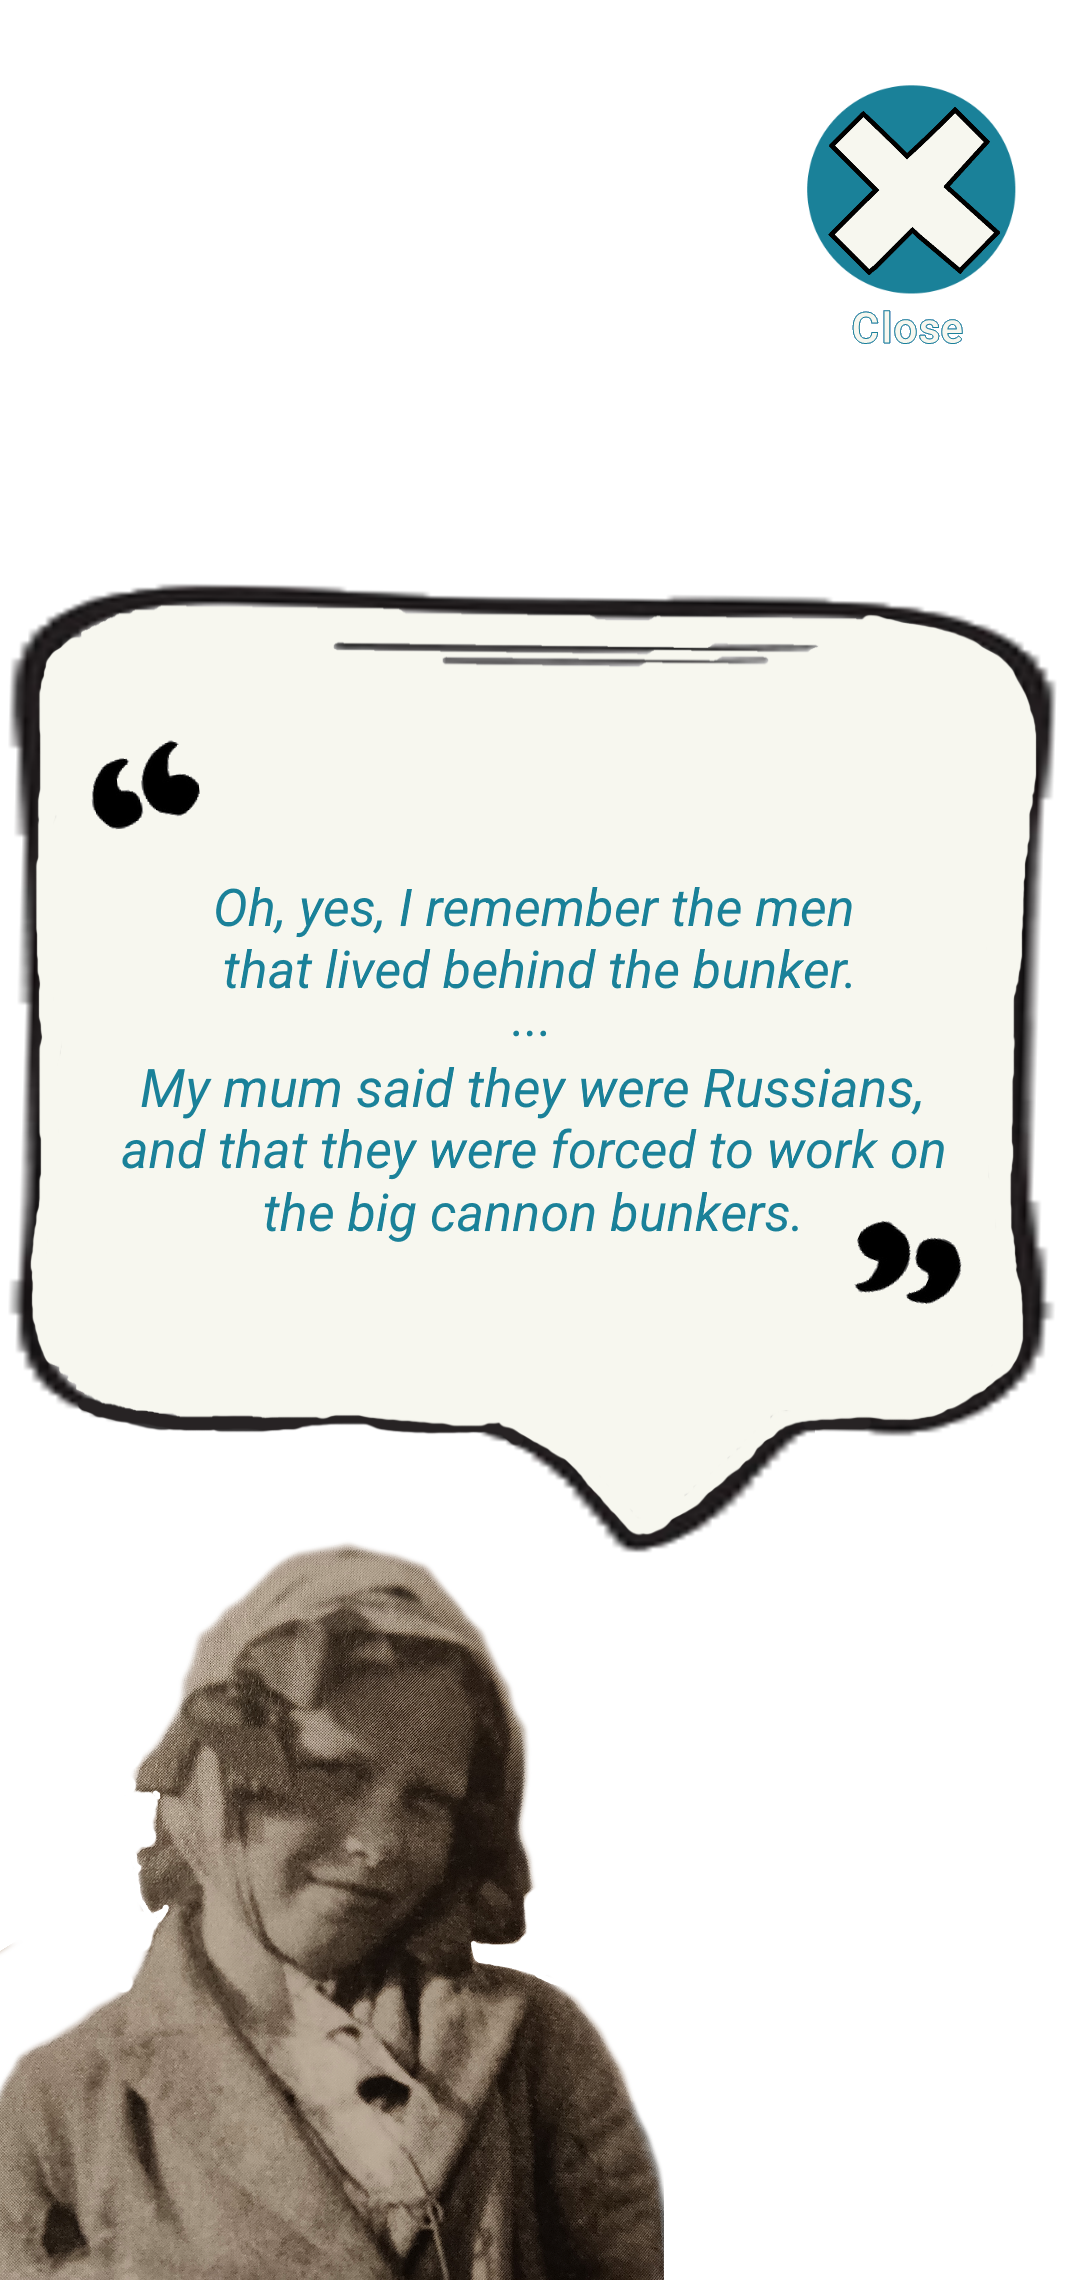 Close
“
Oh, yes, I remember the men
that lived behind the bunker.
...
My mum said they were Russians,
and that they were forced to work on
the big cannon bunkers.
”